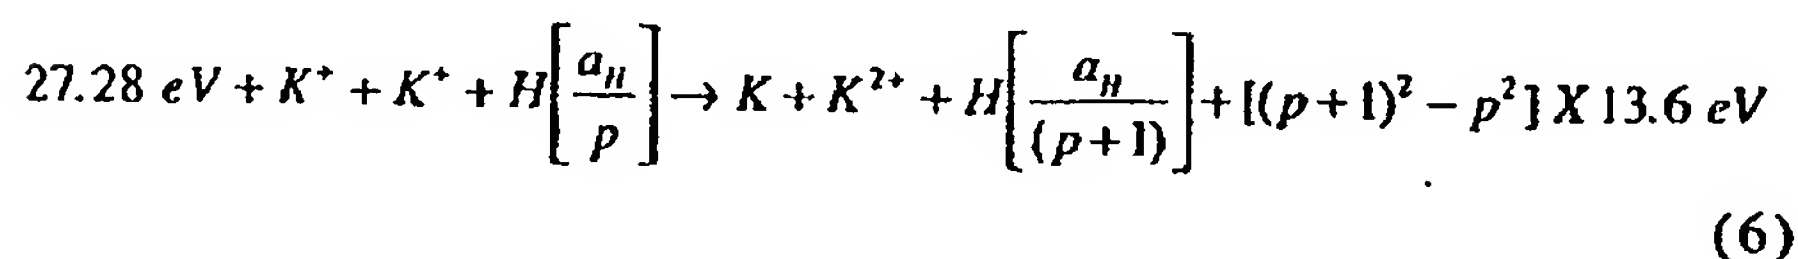 27.28 eV + K⁺ + K⁺ + H[a_H/p] → K + K²⁺ + H[a_H/(p+1)] + [(p+1)² − p²] X 13.6 eV
(6)